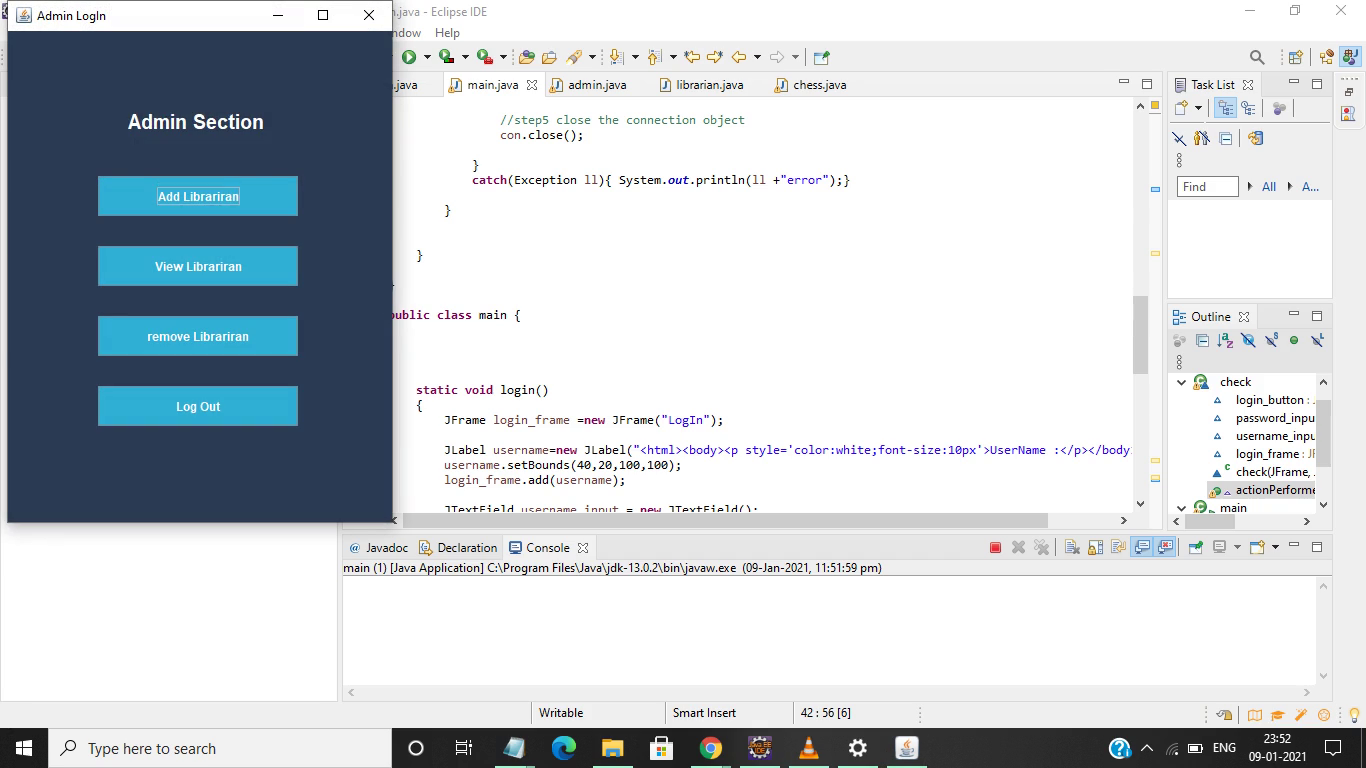 Admin LogIn
Admin Section
Add Librariran
View Librariran
remove Librariran
Log Out
.java - Eclipse IDE
Help
.java
main.java
admin.java
librarian.java
chess.java
//step5 close the connection object
con.close();
}
catch(Exception ll){ System.out.println(ll +"error");}
}
}
public class main {
static void login()
{
JFrame login_frame =new JFrame("LogIn");
JLabel username=new JLabel("<html><body><p style='color:white;font-size:10px'>UserName :</p></body
username.setBounds(40,20,100,100);
login_frame.add(username);
JTextField username_input = new JTextField();
Task List
Find
All
A...
Outline
check
login_button : .
password_inpu
username_inpu
login_frame : JF
check(JFrame, .
actionPerforme
main
Javadoc
Declaration
Console
main (1) [Java Application] C:\Program Files\Java\jdk-13.0.2\bin\javaw.exe (09-Jan-2021, 11:51:59 pm)
Writable
Smart Insert
42 : 56 [6]
Type here to search
ENG
23:52
09-01-2021